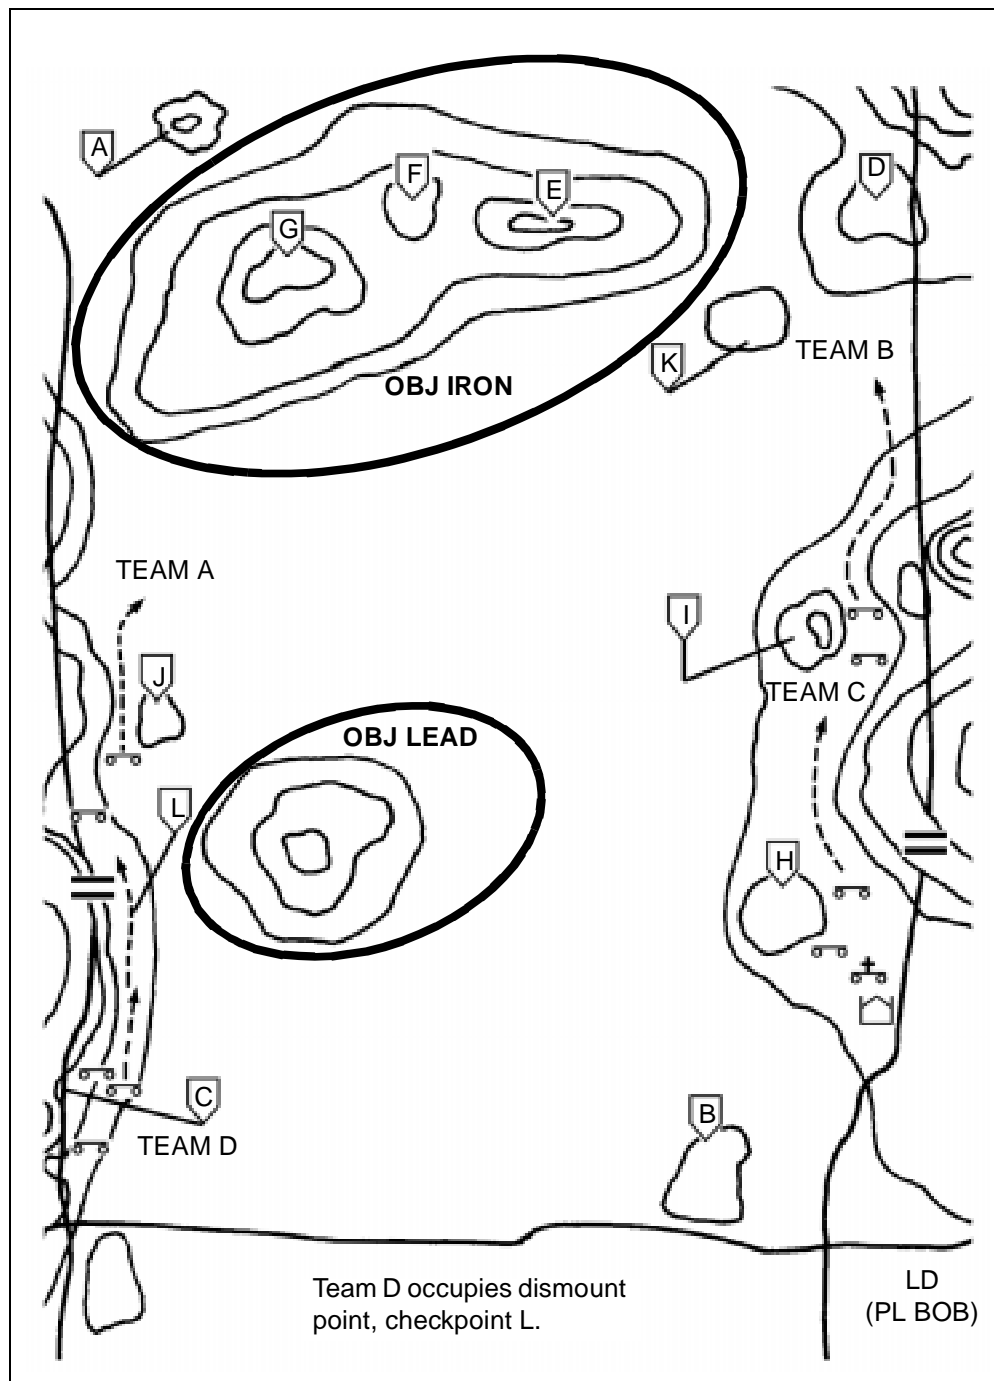 A
F
E
D
G
K
TEAM B
OBJ IRON
TEAM A
I
J
TEAM C
OBJ LEAD
L
H
C
B
TEAM D
Team D occupies dismount
point, checkpoint L.
LD
(PL BOB)